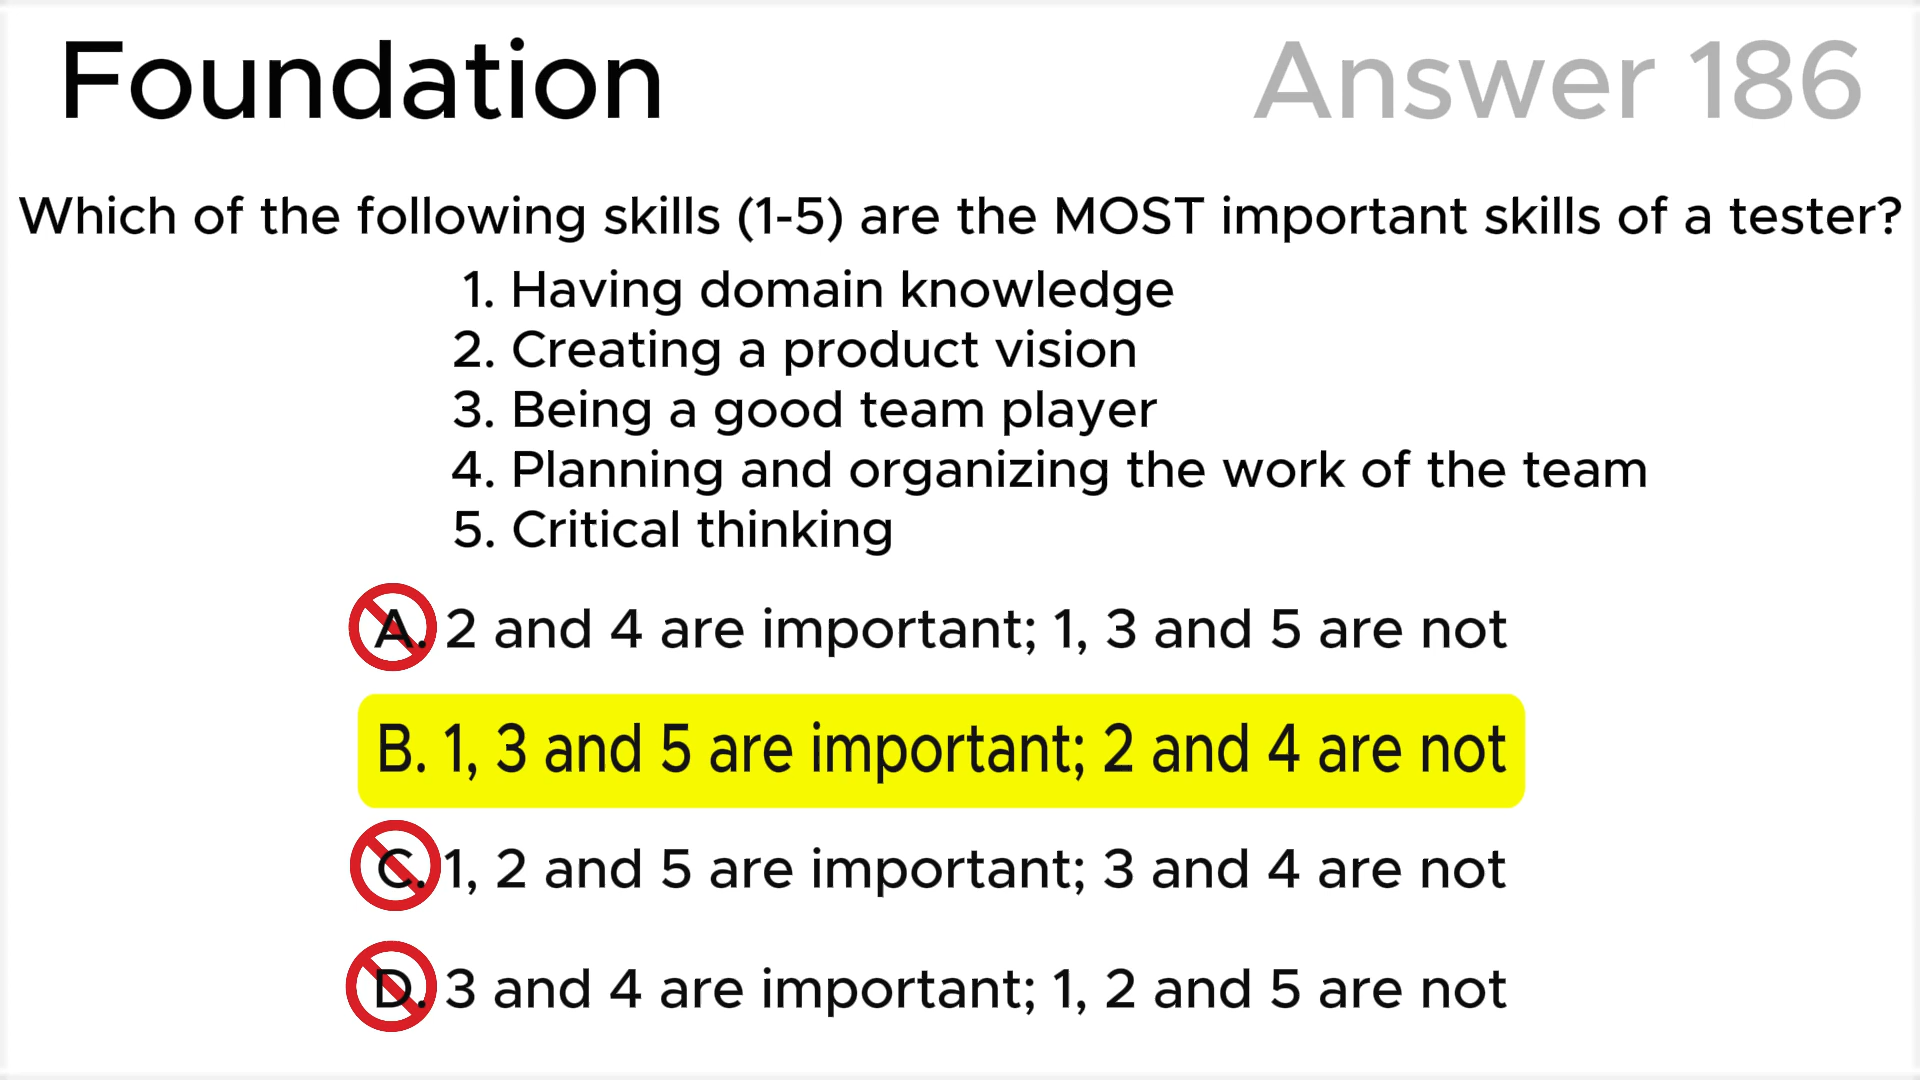 Foundation
Answer 186
Which of the following skills (1-5) are the MOST important skills of a tester?
1. Having domain knowledge
2. Creating a product vision
3. Being a good team player
4. Planning and organizing the work of the team
5. Critical thinking
A. 2 and 4 are important; 1, 3 and 5 are not
B. 1, 3 and 5 are important; 2 and 4 are not
C. 1, 2 and 5 are important; 3 and 4 are not
D. 3 and 4 are important; 1, 2 and 5 are not